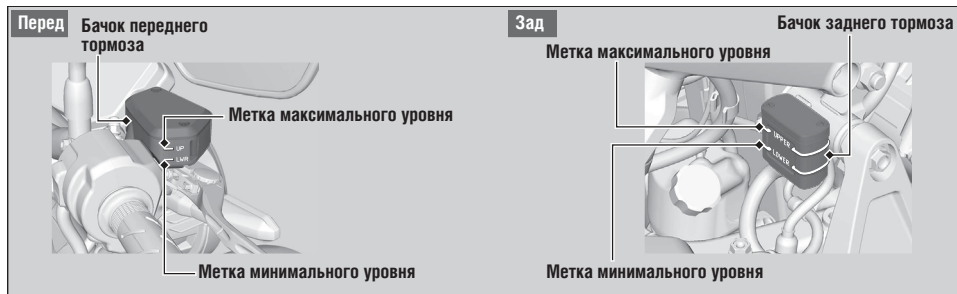 Перед
Бачок переднего
тормоза
Метка максимального уровня
UP
LWR
Метка минимального уровня
Зад
Бачок заднего тормоза
Метка максимального уровня
UPPER
LOWER
Метка минимального уровня